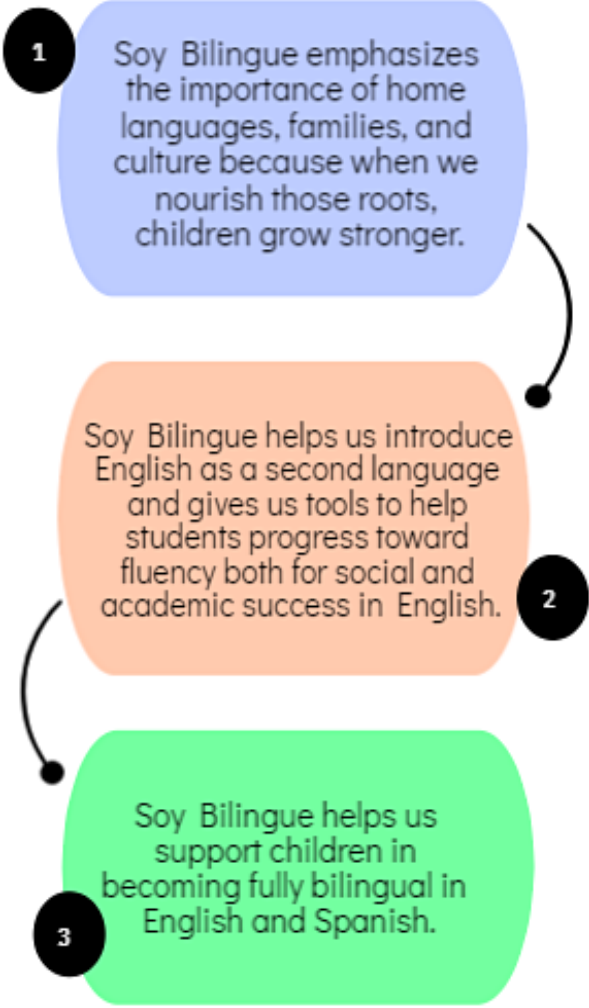 1
Soy Bilingue emphasizes
the importance of home
languages, families, and
culture because when we
nourish those roots,
children grow stronger.
Soy Bilingue helps us introduce
English as a second language
and gives us tools to help
students progress toward
fluency both for social and
academic success in English.
2
Soy Bilingue helps us
support children in
becoming fully bilingual in
English and Spanish.
3